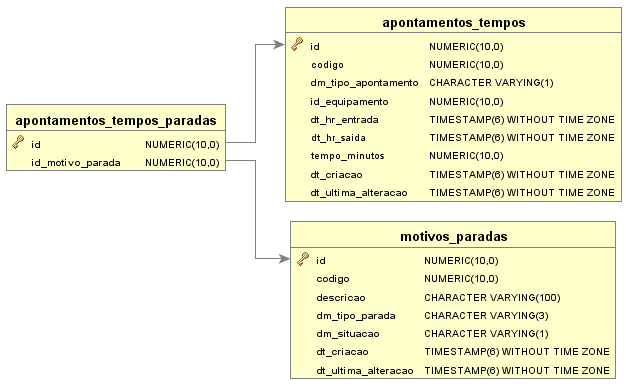 apontamentos_tempos
id NUMERIC(10,0)
codigo NUMERIC(10,0)
dm_tipo_apontamento CHARACTER VARYING(1)
id_equipamento NUMERIC(10,0)
dt_hr_entrada TIMESTAMP(6) WITHOUT TIME ZONE
dt_hr_saida TIMESTAMP(6) WITHOUT TIME ZONE
tempo_minutos NUMERIC(10,0)
dt_criacao TIMESTAMP(6) WITHOUT TIME ZONE
dt_ultima_alteracao TIMESTAMP(6) WITHOUT TIME ZONE
apontamentos_tempos_paradas
id NUMERIC(10,0)
id_motivo_parada NUMERIC(10,0)
motivos_paradas
id NUMERIC(10,0)
codigo NUMERIC(10,0)
descricao CHARACTER VARYING(100)
dm_tipo_parada CHARACTER VARYING(3)
dm_situacao CHARACTER VARYING(1)
dt_criacao TIMESTAMP(6) WITHOUT TIME ZONE
dt_ultima_alteracao TIMESTAMP(6) WITHOUT TIME ZONE